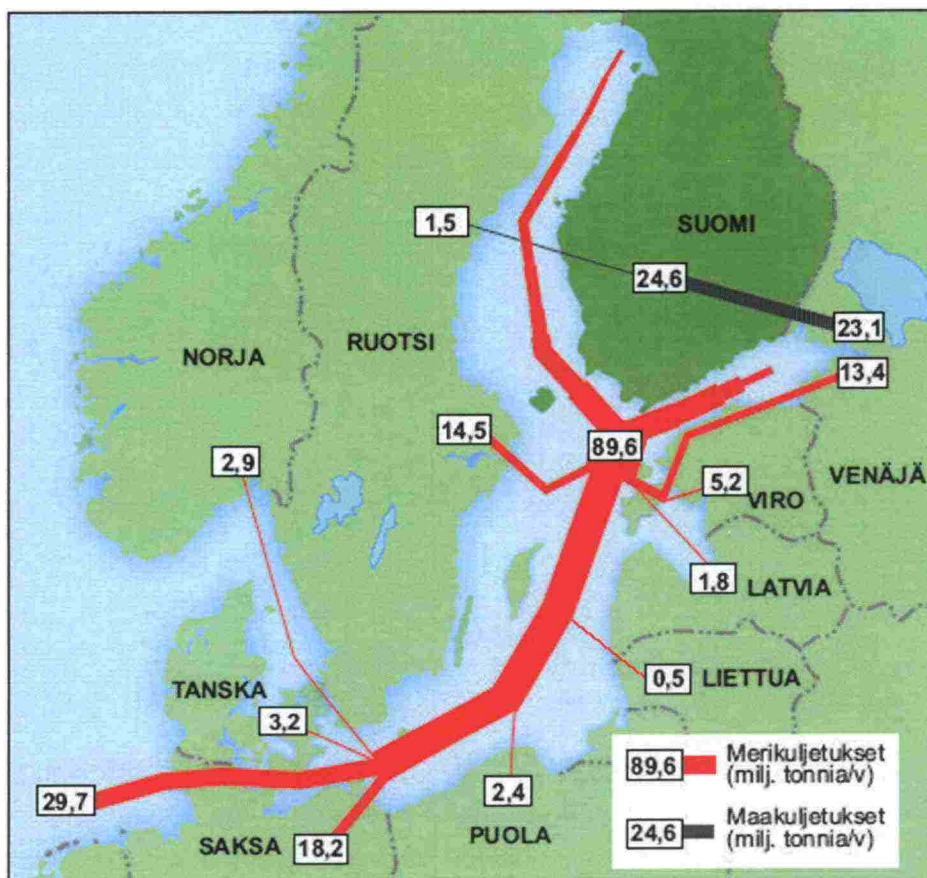 1,5
SUOMI
24,6
23,1
NORJA
RUOTSI
13,4
14,5
89,6
2,9
5,2
VIRO
VENÄJÄ
1,8
LATVIA
TANSKA
0,5
LIETTUA
3,2
29,7
2,4
SAKSA
18,2
PUOLA
89,6 Merikuljetukset
(milj. tonnia/v)
24,6 Maakuljetukset
(milj. tonnia/v)